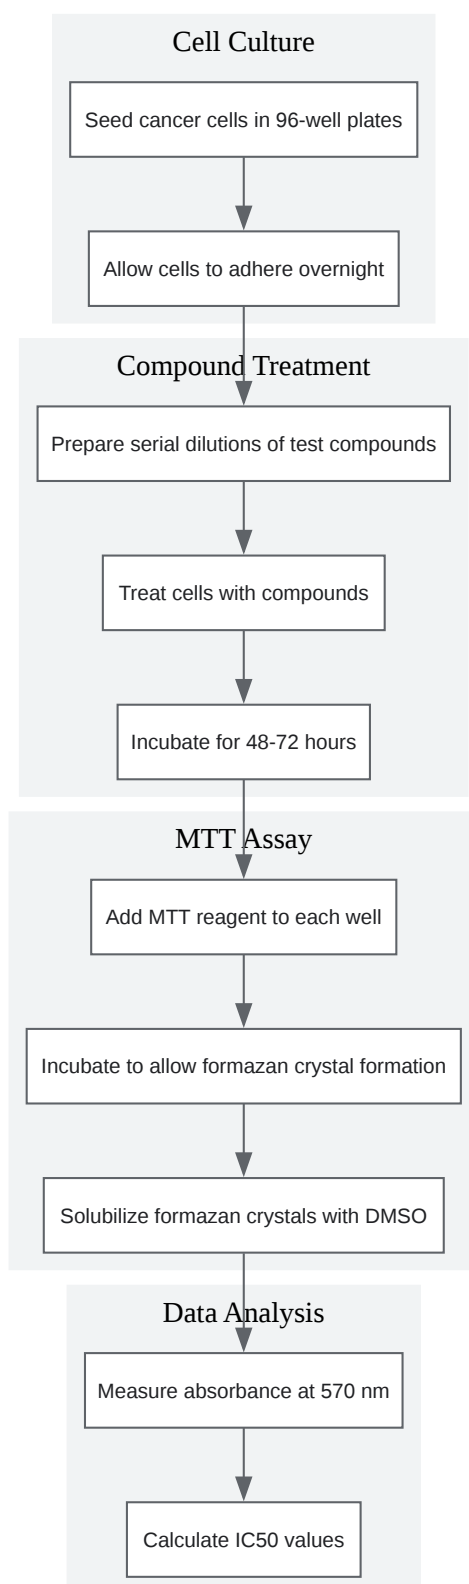 Cell Culture
Seed cancer cells in 96-well plates
Allow cells to adhere overnight
Compound Treatment
Prepare serial dilutions of test compounds
Treat cells with compounds
Incubate for 48-72 hours
MTT Assay
Add MTT reagent to each well
Incubate to allow formazan crystal formation
Solubilize formazan crystals with DMSO
Data Analysis
Measure absorbance at 570 nm
Calculate IC50 values